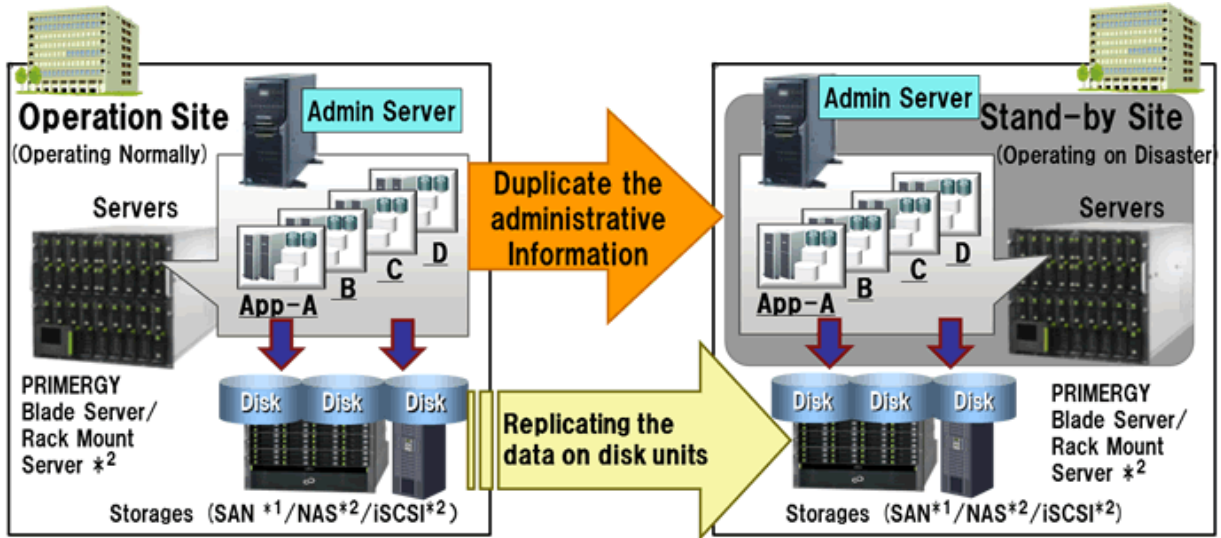 Operation Site
(Operating Normally)
Admin Server
Servers
App-A
B
C
D
PRIMERGY
Blade Server/
Rack Mount
Server *2
Disk
Disk
Disk
Storages (SAN *1/NAS*2/iSCSI*2)
Duplicate the
administrative
Information
Replicating the
data on disk units
Admin Server
Stand-by Site
(Operating on Disaster)
Servers
App-A
B
C
D
Disk
Disk
Disk
PRIMERGY
Blade Server/
Rack Mount
Server *2
Storages (SAN*1/NAS*2/iSCSI*2)